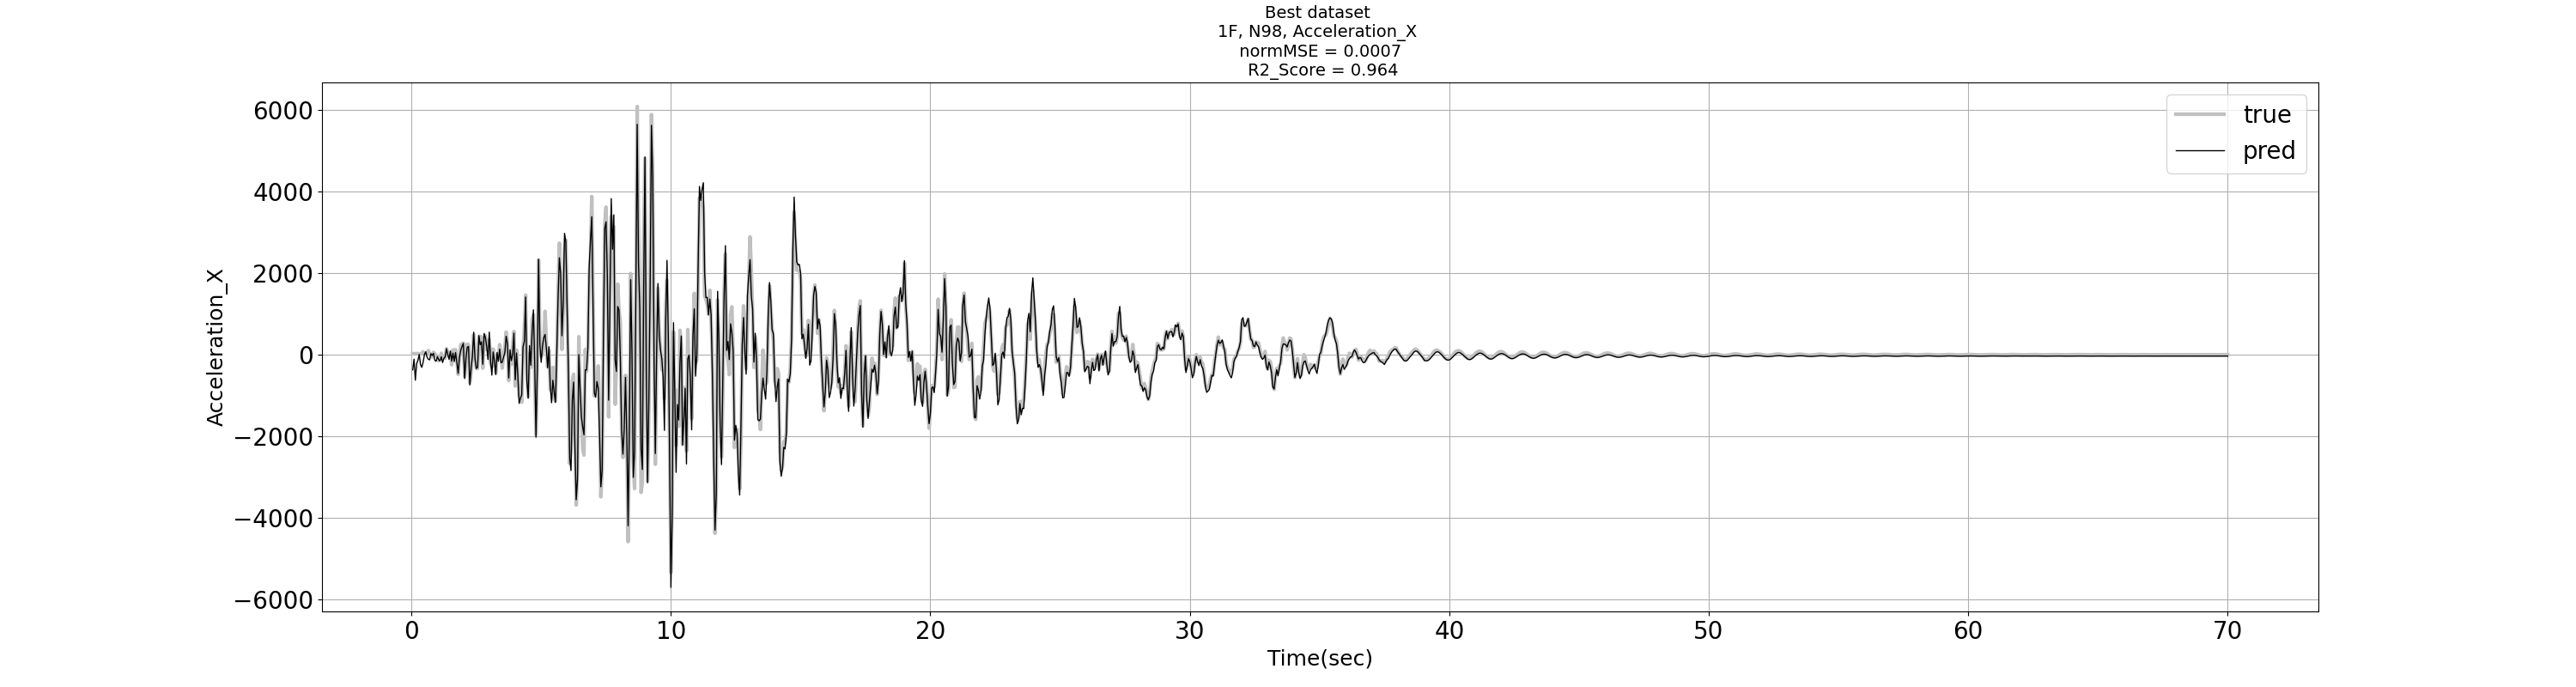 Best dataset
1F, N98, Acceleration_X
normMSE = 0.0007
R2_Score = 0.964
true
pred
Acceleration_X
6000
4000
2000
0
−2000
−4000
−6000
0 10 20 30 40 50 60 70
Time(sec)